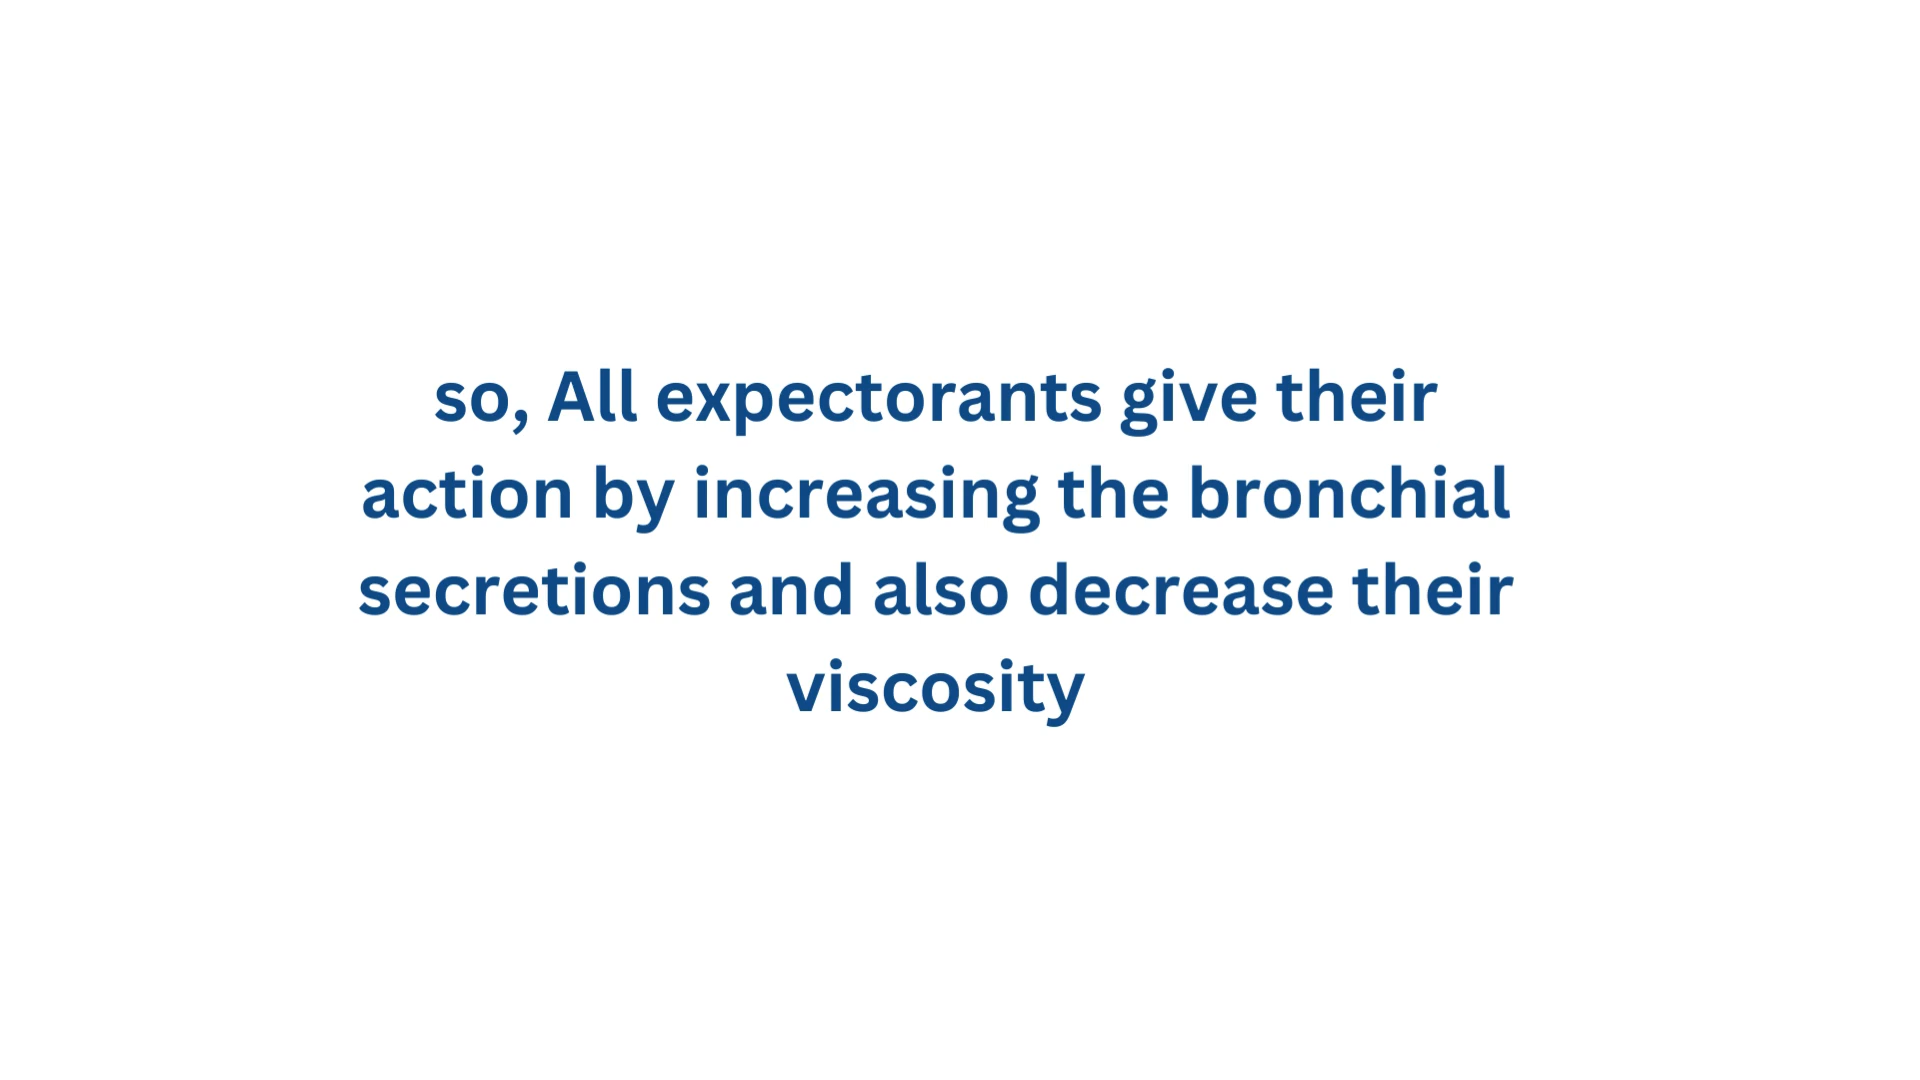 so, All expectorants give their
action by increasing the bronchial
secretions and also decrease their
viscosity